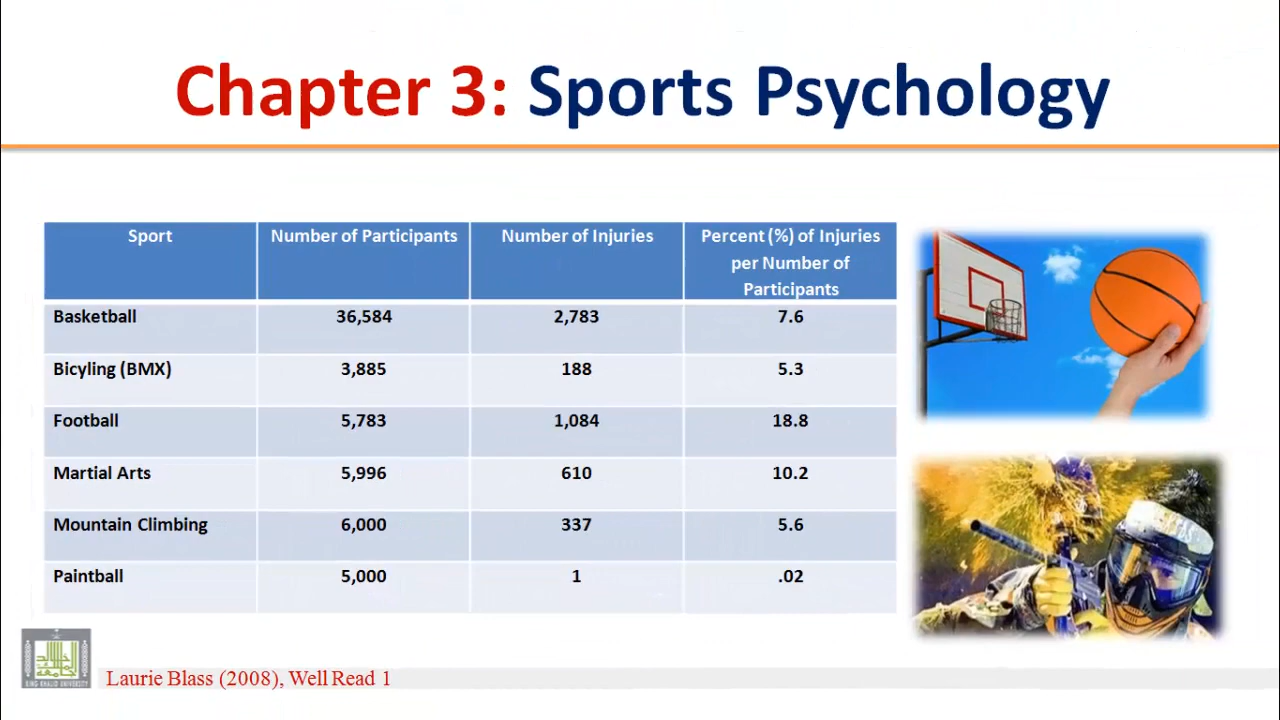 Chapter 3: Sports Psychology
Sport Number of Participants Number of Injuries Percent (%) of Injuries
per Number of
Participants
Basketball 36,584 2,783 7.6
Bicyling (BMX) 3,885 188 5.3
Football 5,783 1,084 18.8
Martial Arts 5,996 610 10.2
Mountain Climbing 6,000 337 5.6
Paintball 5,000 1 .02
KING KHALID UNIVERSITY
Laurie Blass (2008), Well Read 1